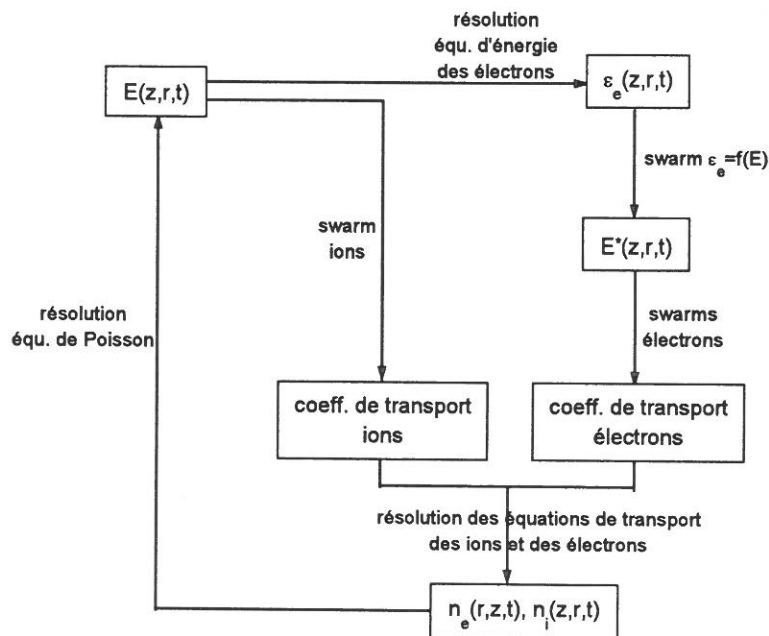 résolution
équ. d'énergie
des électrons
E(z,r,t)
ε_e(z,r,t)
swarm ε_e=f(E)
swarm
ions
E*(z,r,t)
résolution
équ. de Poisson
swarms
électrons
coeff. de transport
ions
coeff. de transport
électrons
résolution des équations de transport
des ions et des électrons
n_e(r,z,t), n_i(z,r,t)